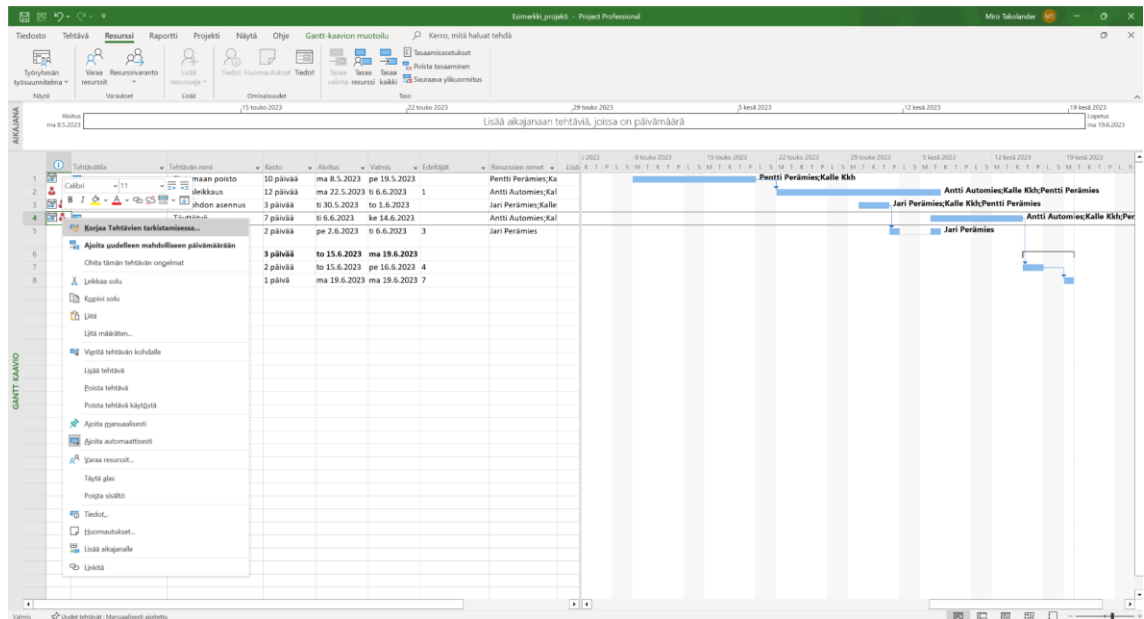 Esimerkki_projekti - Project Professional
Miro Takolander
MT
Tiedosto Tehtävä Resurssi Raportti Projekti Näytä Ohje Gantt-kaavion muotoilu Kerro, mitä haluat tehdä
Työryhmän työsuunnitelma
Varaa resurssit
Resurssivaranto
Lisää resursseja
Tiedot Huomautukset Tiedot
Tasaa valinta
Tasaa resurssi
Tasaa kaikki
Tasaamisasetukset
Poista tasaaminen
Seuraava ylikuormitus
Näytä Varaukset Lisää Ominaisuudet Taso
AIKAJANA
15 touko 2023 22 touko 2023 29 touko 2023 5 kesä 2023 12 kesä 2023 19 kesä 2023
Aloitus
ma 8.5.2023
Lisää aikajanaan tehtäviä, joissa on päivämäärä
Lopetus
ma 19.6.2023
Tehtävätila Tehtävän nimi Kesto Aloitus Valmis Edeltäjät Resurssien nimet
8 touko 2023 15 touko 2023 22 touko 2023 29 touko 2023 5 kesä 2023 12 kesä 2023 19 kesä 2023
1 maan poisto 10 päivää ma 8.5.2023 pe 19.5.2023 Pentti Perämies;Ka
2 leikkaus 12 päivää ma 22.5.2023 ti 6.6.2023 1 Antti Automies;Kal
3 hdon asennus 3 päivää ti 30.5.2023 to 1.6.2023 Jari Perämies;Kalle
4 Täyttötyö 7 päivää ti 6.6.2023 ke 14.6.2023 Antti Automies;Kal
5 2 päivää pe 2.6.2023 ti 6.6.2023 3 Jari Perämies
6 3 päivää to 15.6.2023 ma 19.6.2023
7 2 päivää to 15.6.2023 pe 16.6.2023 4
8 1 päivä ma 19.6.2023 ma 19.6.2023 7
Pentti Perämies;Kalle Kkh
Antti Automies;Kalle Kkh;Pentti Perämies
Jari Perämies;Kalle Kkh;Pentti Perämies
Antti Automies;Kalle Kkh;Per
Jari Perämies
Calibri 11
B I A
Korjaa Tehtävien tarkistamisessa...
Ajoita uudelleen mahdolliseen päivämäärään
Ohita tämän tehtävän ongelmat
Leikkaa solu
Kopioi solu
Liitä
Liitä määräten...
Vieritä tehtävän kohdalle
Lisää tehtävä
Poista tehtävä
Poista tehtävä käytöstä
Ajoita manuaalisesti
Ajoita automaattisesti
Varaa resurssit...
Täytä alas
Poista sisältö
Tiedot...
Huomautukset...
Lisää aikajanalle
Linkitä
GANTT-KAAVIO
Valmis Uudet tehtävät : Manuaalisesti ajoitettu